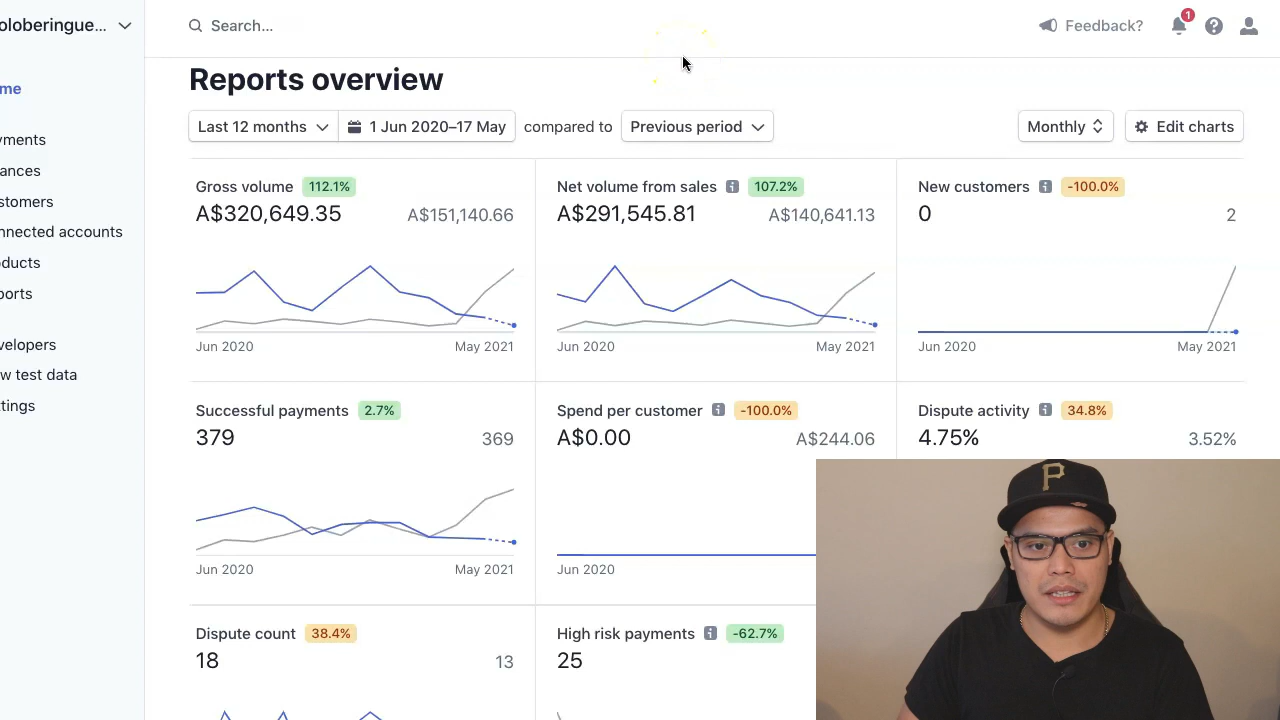 oloberingue...
Search...
Feedback?
1
me
Reports overview
yments
ances
stomers
nnected accounts
ducts
ports
velopers
w test data
tings
Last 12 months
1 Jun 2020–17 May
compared to
Previous period
Monthly
Edit charts
Gross volume 112.1%
A$320,649.35 A$151,140.66
Jun 2020 May 2021
Net volume from sales 107.2%
A$291,545.81 A$140,641.13
Jun 2020 May 2021
New customers -100.0%
0 2
Jun 2020 May 2021
Successful payments 2.7%
379 369
Jun 2020 May 2021
Spend per customer -100.0%
A$0.00 A$244.06
Jun 2020
Dispute activity 34.8%
4.75% 3.52%
Dispute count 38.4%
18 13
High risk payments -62.7%
25
P